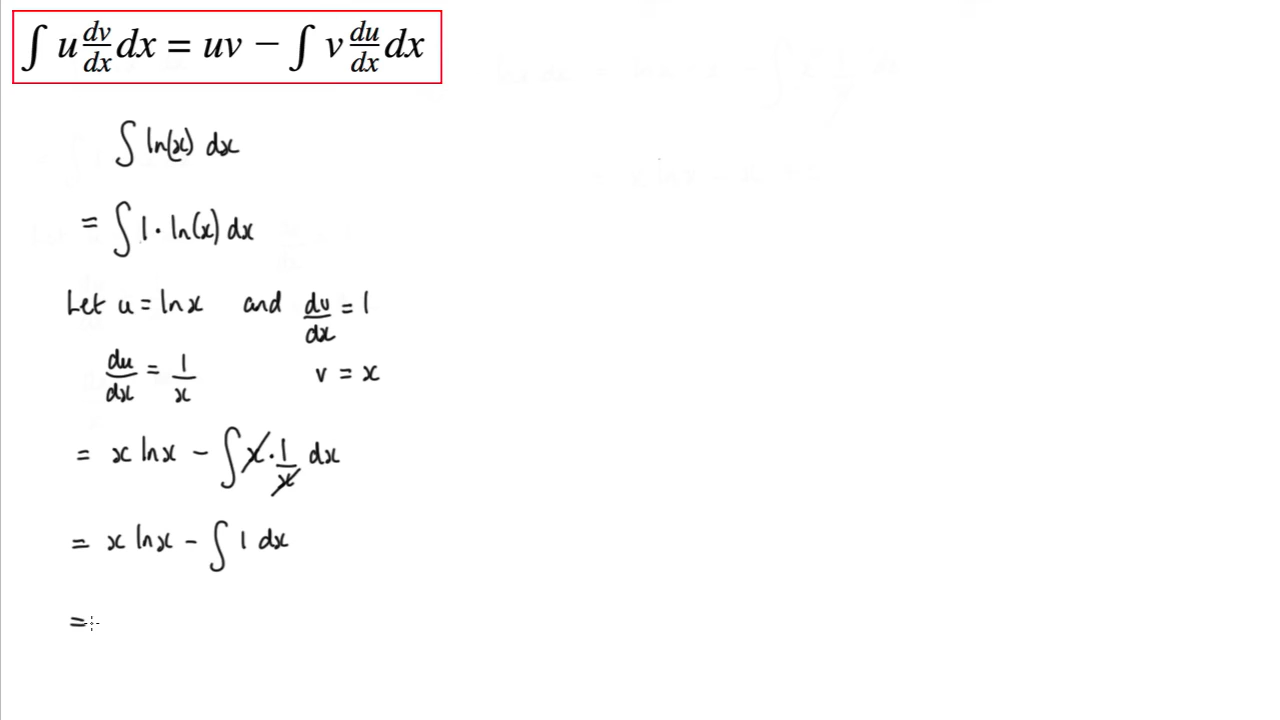 ∫ u dv/dx dx = uv − ∫ v du/dx dx
∫ ln(x) dx
= ∫ 1 · ln(x) dx
Let u = ln x and dv/dx = 1
du/dx = 1/x v = x
= x ln x − ∫ x · 1/x dx
= x ln x − ∫ 1 dx
=